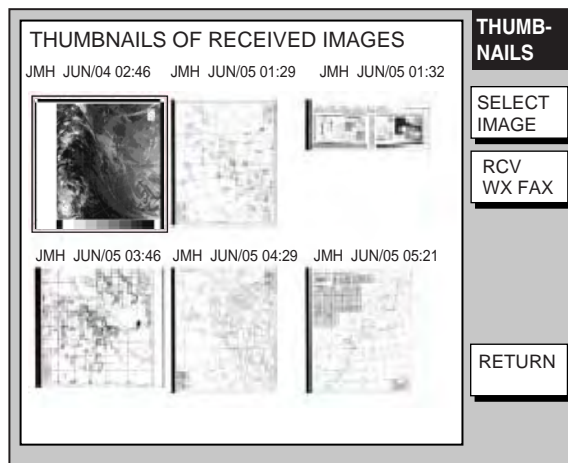 THUMBNAILS OF RECEIVED IMAGES
JMH JUN/04 02:46 JMH JUN/05 01:29 JMH JUN/05 01:32
JMH JUN/05 03:46 JMH JUN/05 04:29 JMH JUN/05 05:21
THUMB-
NAILS
SELECT
IMAGE
RCV
WX FAX
RETURN